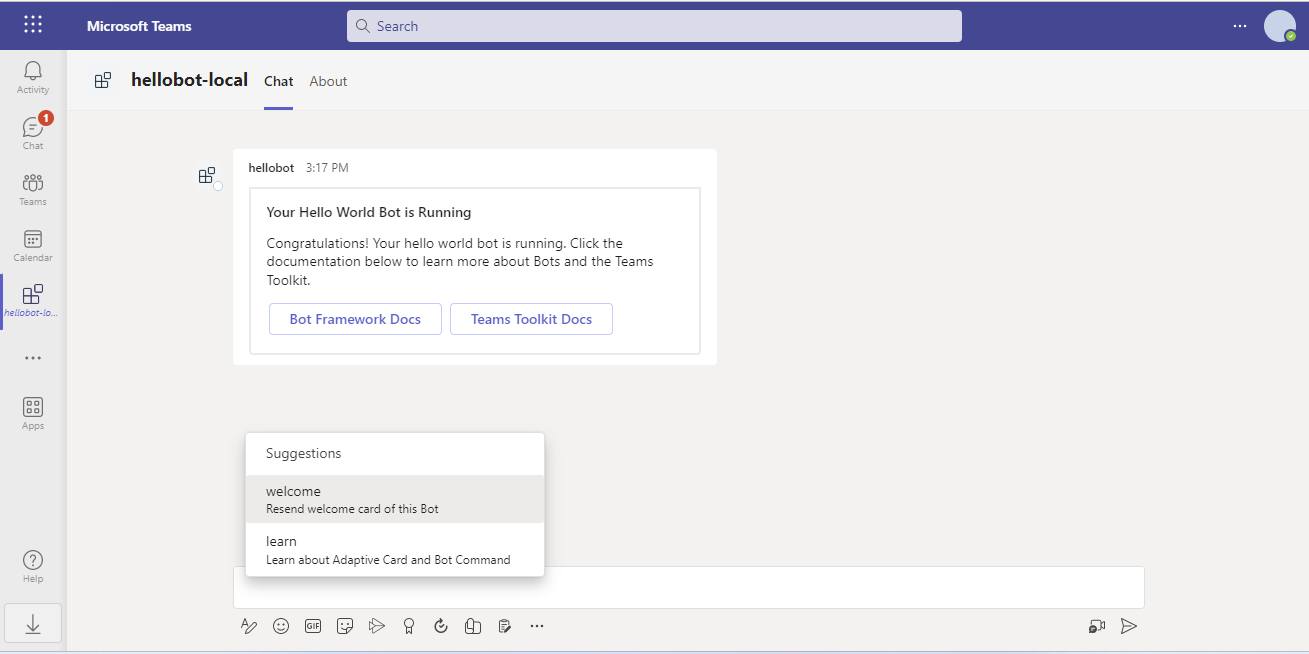 Microsoft Teams
Search
Activity
1
Chat
Teams
Calendar
hellobot-lo...
Apps
Help
hellobot-local
Chat
About
hellobot 3:17 PM
Your Hello World Bot is Running
Congratulations! Your hello world bot is running. Click the
documentation below to learn more about Bots and the Teams
Toolkit.
Bot Framework Docs
Teams Toolkit Docs
Suggestions
welcome
Resend welcome card of this Bot
learn
Learn about Adaptive Card and Bot Command
GIF